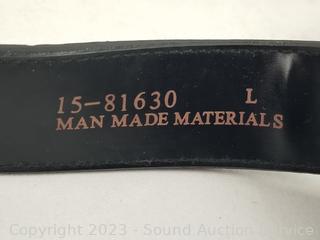 15-81630 L
MAN MADE MATERIALS
Copyright 2023 - Sound Auction Service